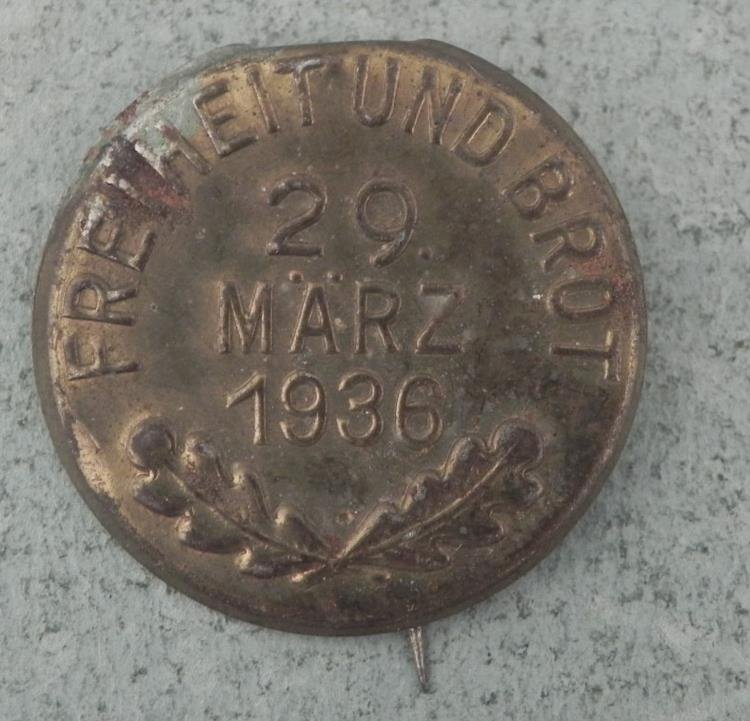 FREIHEIT UND BROT
29.
MÄRZ
1936